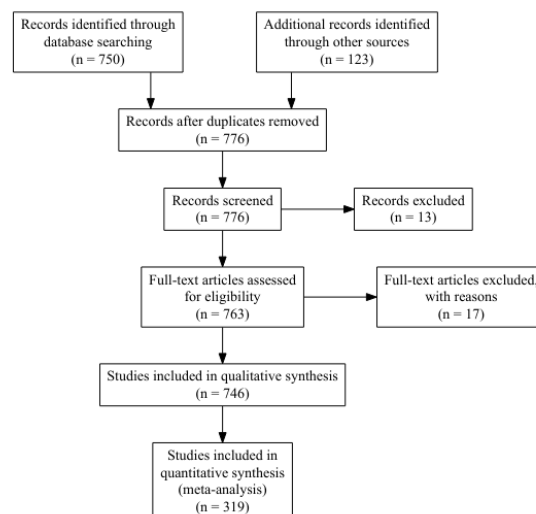 Records identified through
database searching
(n = 750)
Additional records identified
through other sources
(n = 123)
Records after duplicates removed
(n = 776)
Records screened
(n = 776)
Records excluded
(n = 13)
Full-text articles assessed
for eligibility
(n = 763)
Full-text articles excluded,
with reasons
(n = 17)
Studies included in qualitative synthesis
(n = 746)
Studies included in
quantitative synthesis
(meta-analysis)
(n = 319)